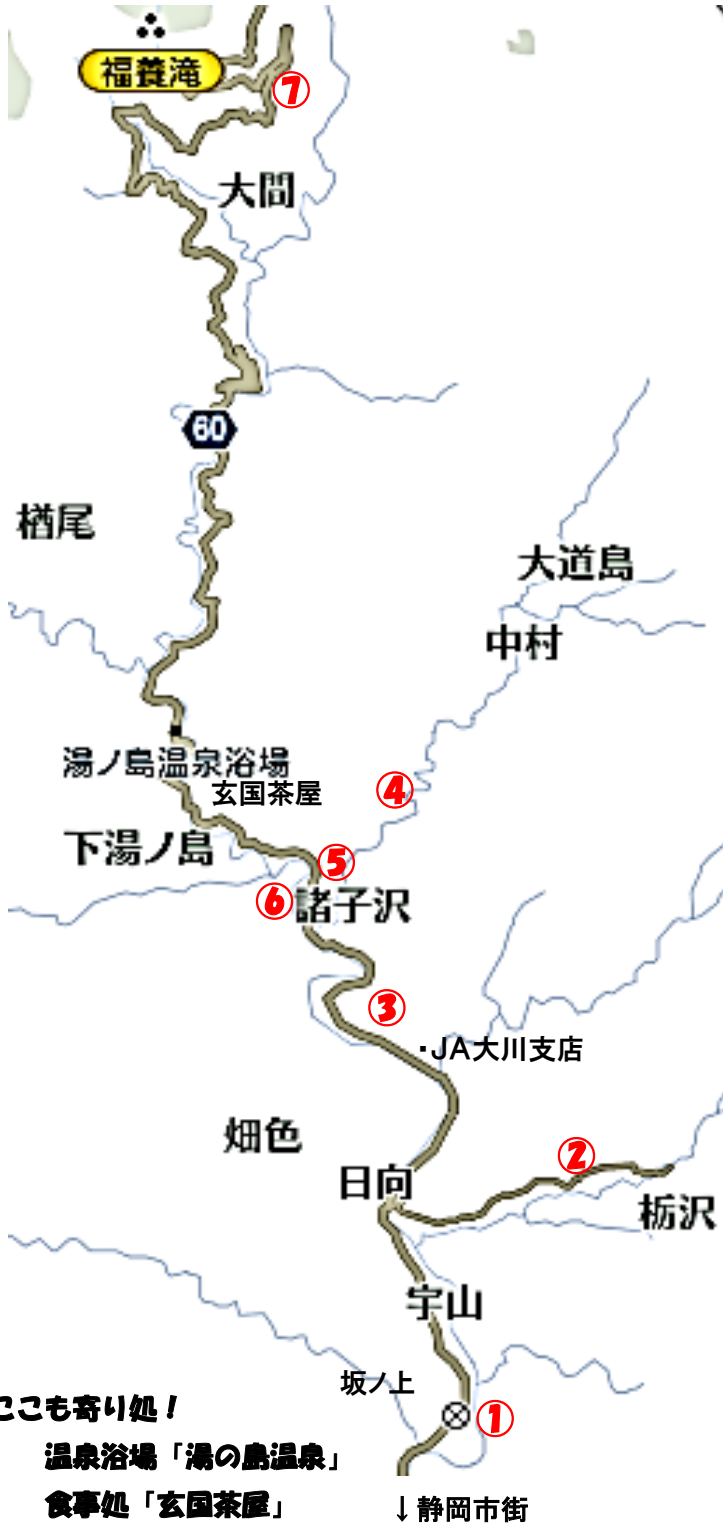 福養滝
⑦
大間
60
楢尾
大道島
中村
湯ノ島温泉浴場
玄国茶屋
④
下湯ノ島
⑤
⑥
諸子沢
③
・JA大川支店
畑色
②
日向
栃沢
宇山
坂ノ上
①
ここも寄り処！
温泉浴場「湯の島温泉」
食事処「玄国茶屋」
↓静岡市街